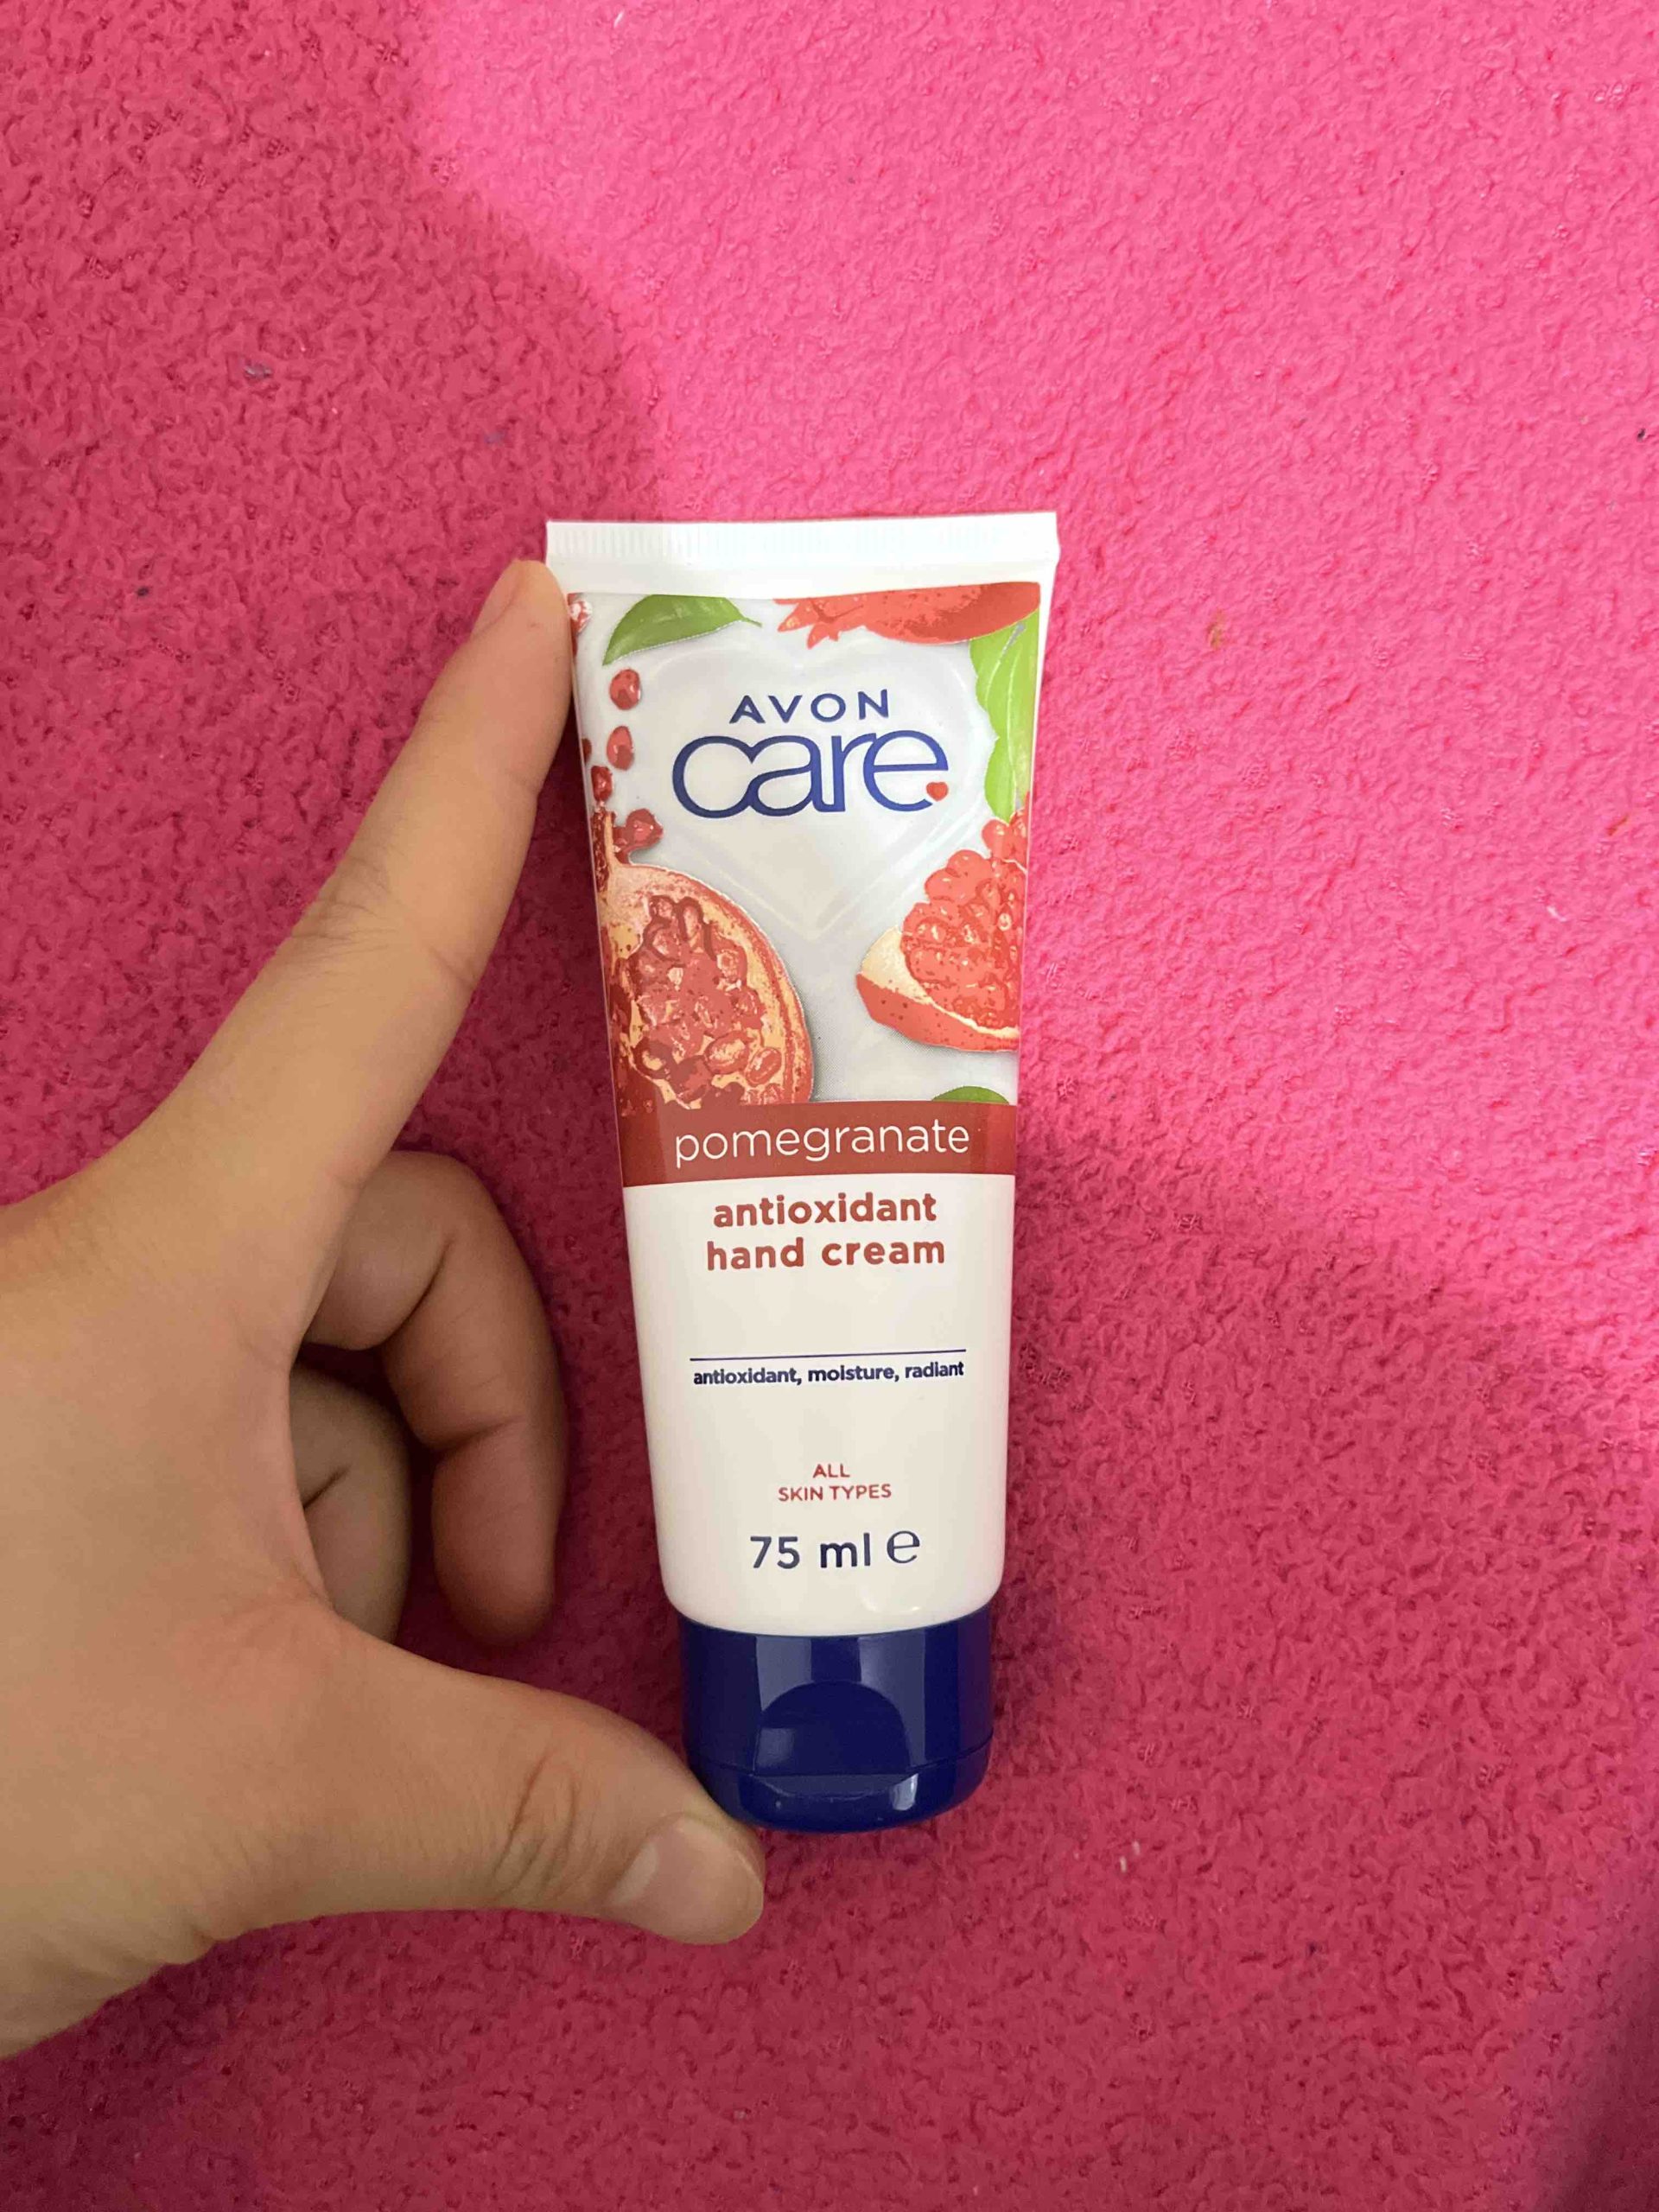 AVON
care
pomegranate
antioxidant
hand cream
antioxidant, moisture, radiant
ALL
SKIN TYPES
75 ml e